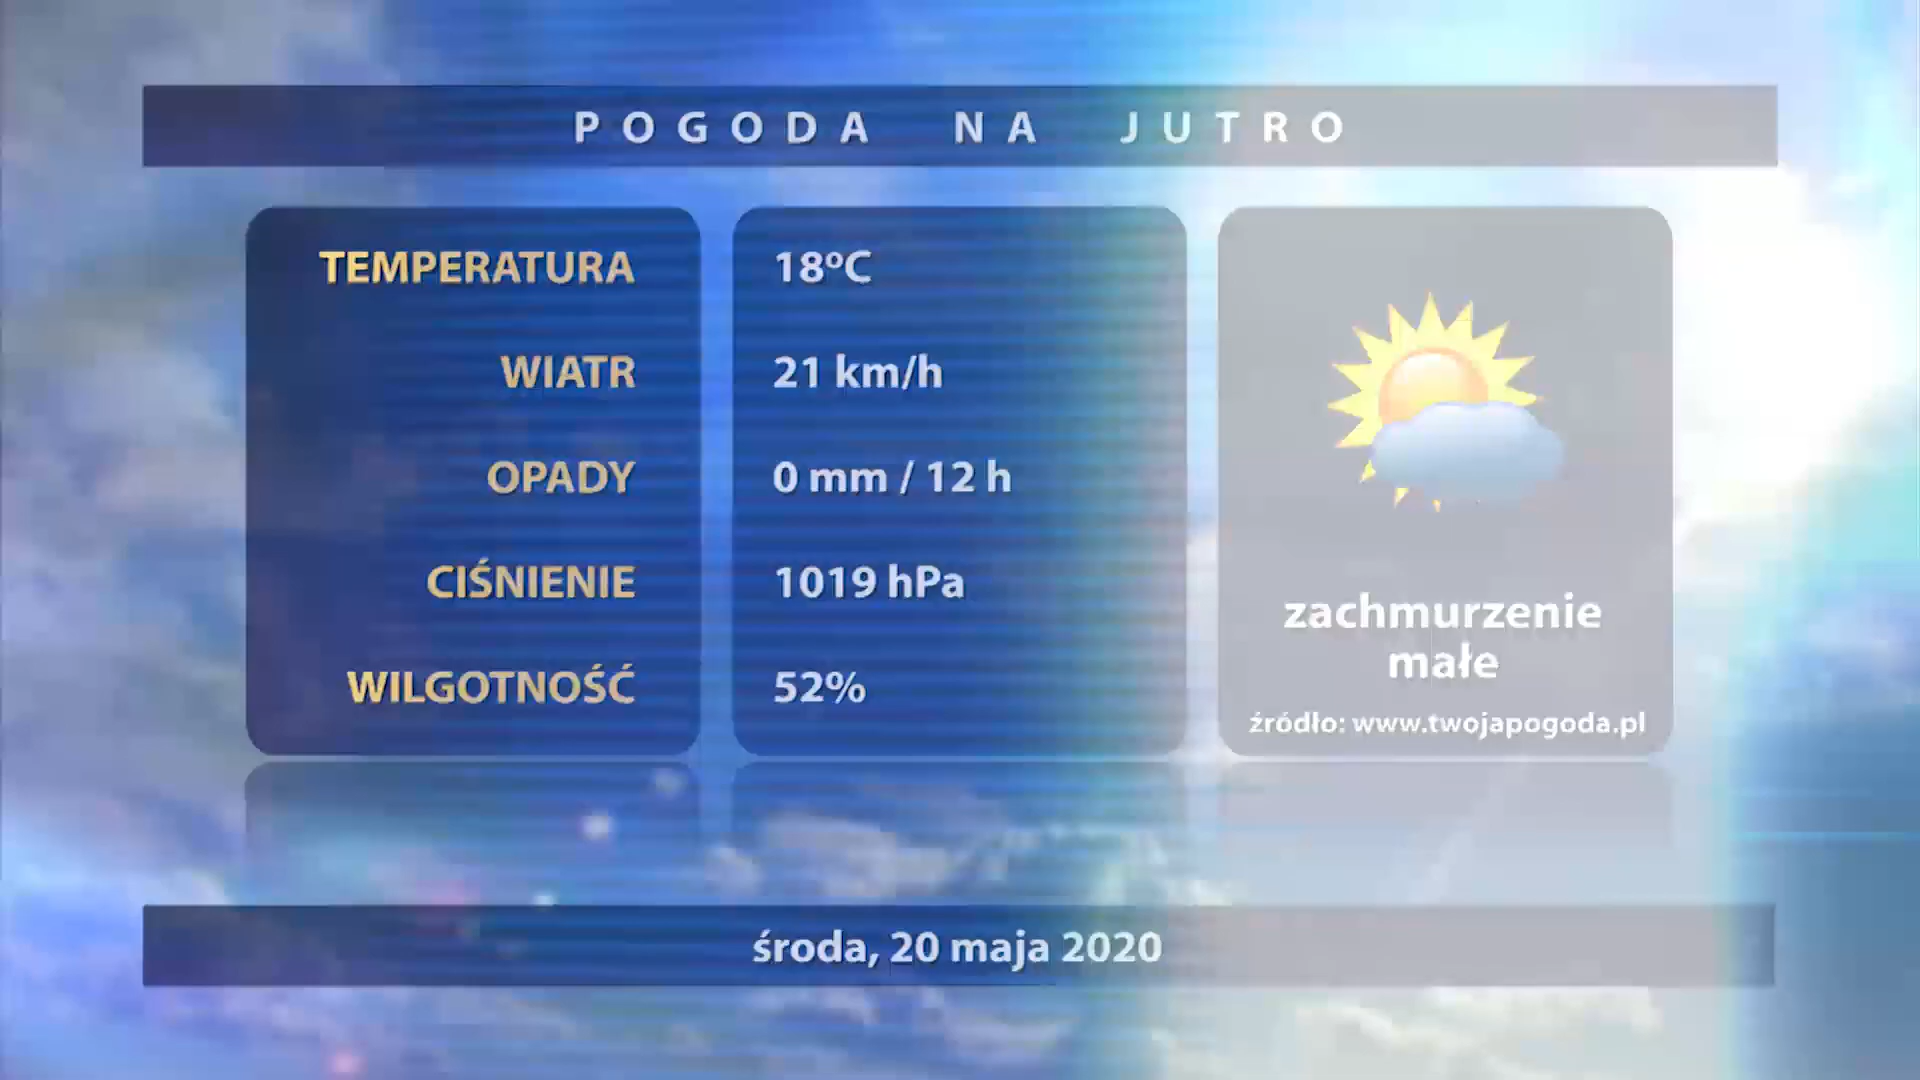 POGODA NA JUTRO
TEMPERATURA 18ºC
WIATR 21 km/h
OPADY 0 mm / 12 h
CIŚNIENIE 1019 hPa
WILGOTNOŚĆ 52%
zachmurzenie
małe
źródło: www.twojapogoda.pl
środa, 20 maja 2020